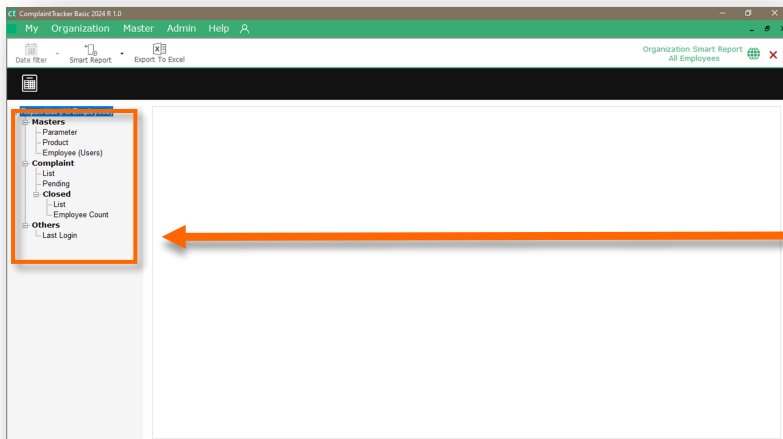 CT ComplaintTracker Basic 2024 R 1.0
My Organization Master Admin Help
Date filter Smart Report Export To Excel
Organization Smart Report
All Employees
Masters
Parameter
Product
Employee (Users)
Complaint
List
Pending
Closed
List
Employee Count
Others
Last Login